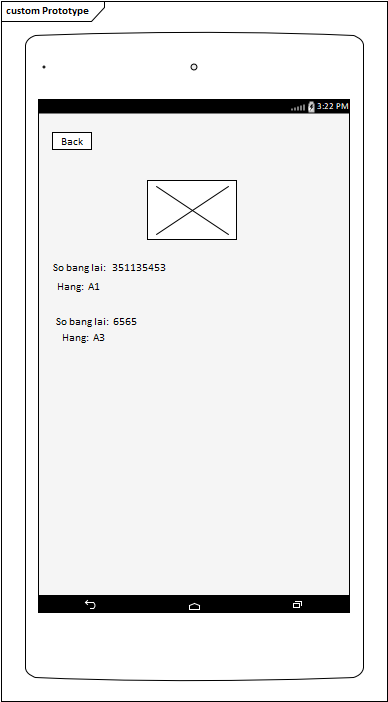 custom Prototype
3:22 PM
Back
So bang lai: 351135453
Hang: A1
So bang lai: 6565
Hang: A3